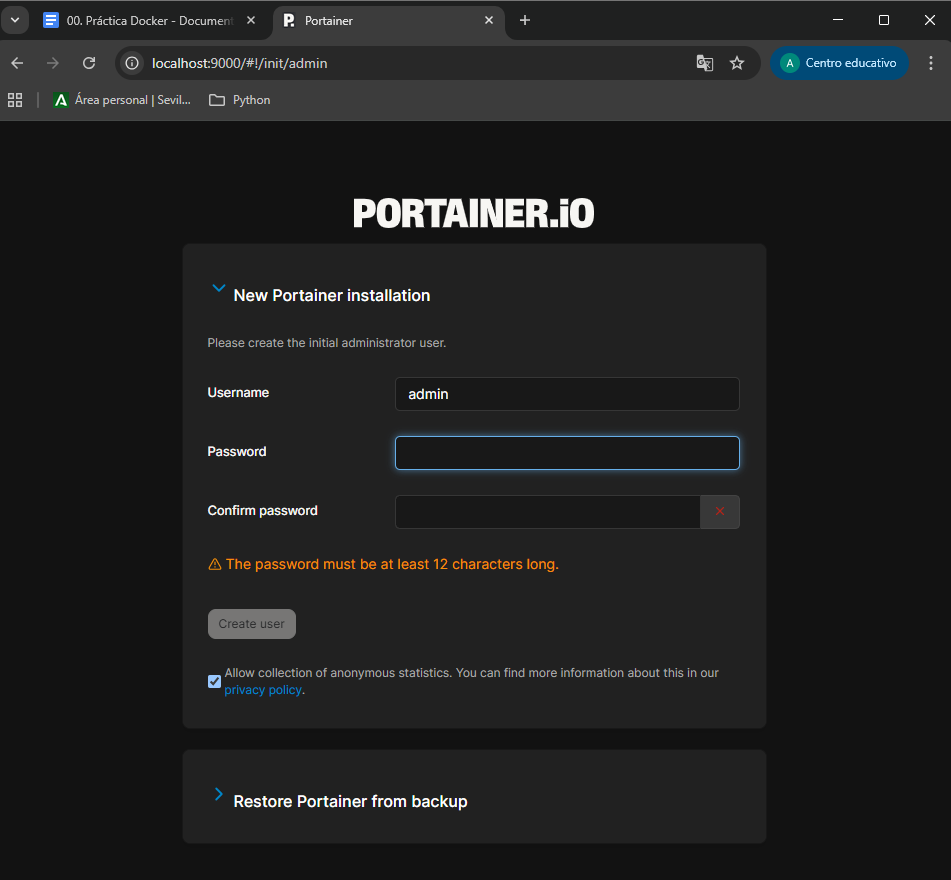 00. Práctica Docker - Document
Portainer
localhost:9000/#!/init/admin
A Centro educativo
Área personal | Sevil...
Python
PORTAINER.iO
New Portainer installation
Please create the initial administrator user.
Username
admin
Password
Confirm password
The password must be at least 12 characters long.
Create user
Allow collection of anonymous statistics. You can find more information about this in our
privacy policy.
Restore Portainer from backup